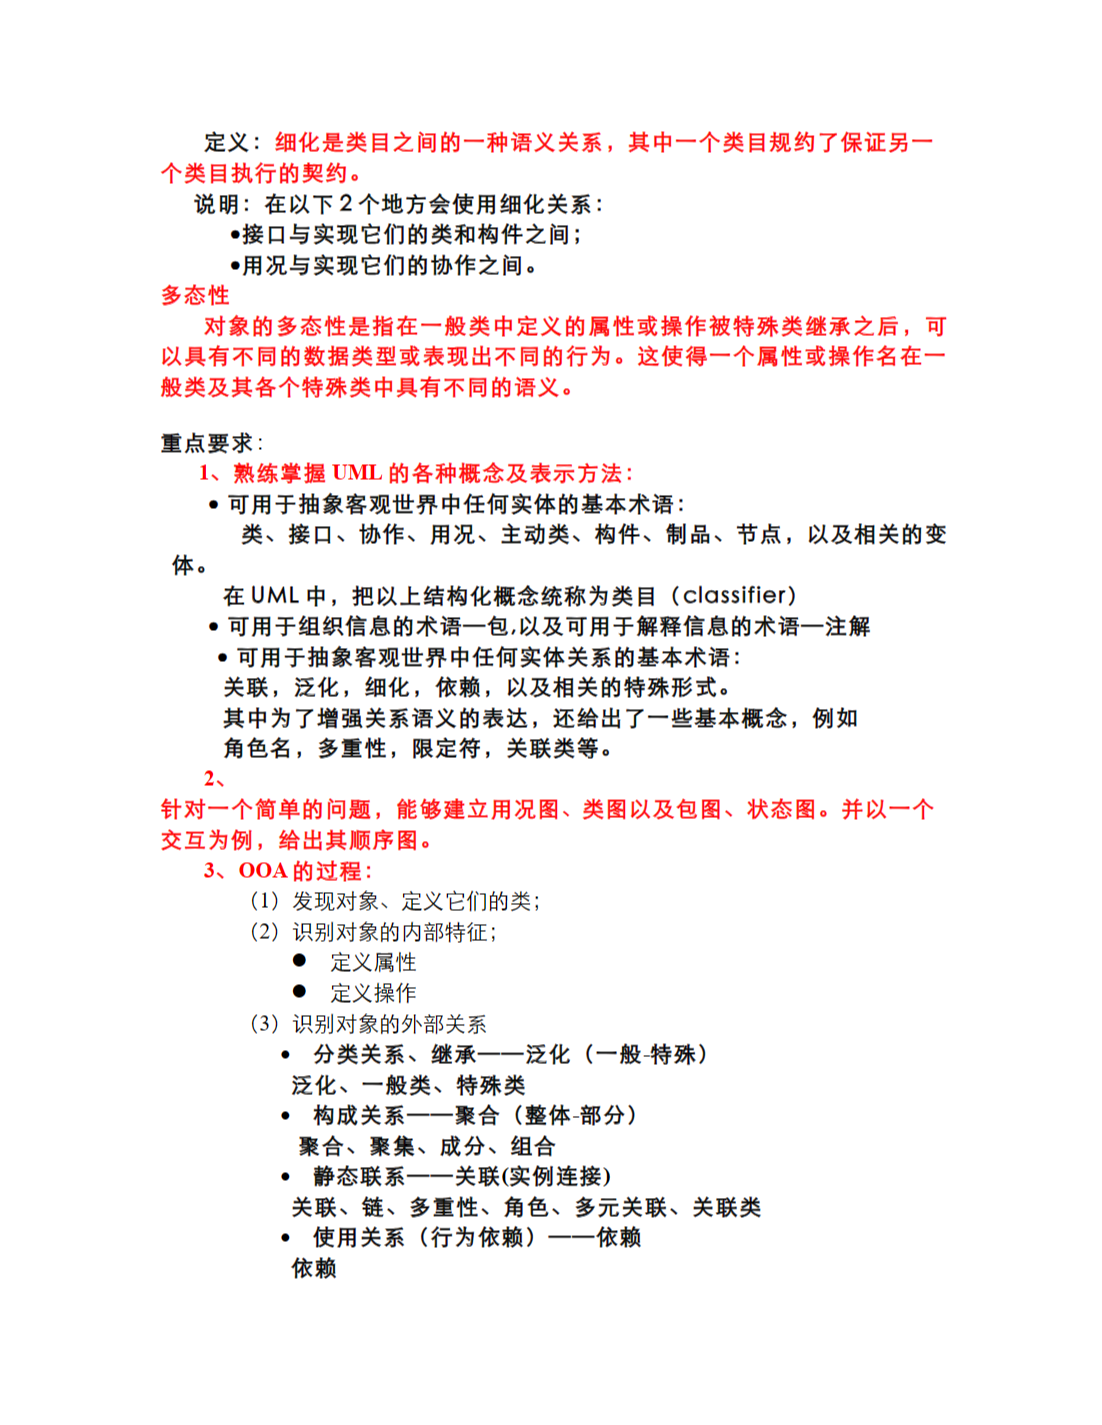 定义：细化是类目之间的一种语义关系，其中一个类目规约了保证另一
个类目执行的契约。
说明：在以下2个地方会使用细化关系：
●接口与实现它们的类和构件之间；
●用况与实现它们的协作之间。
多态性
对象的多态性是指在一般类中定义的属性或操作被特殊类继承之后，可
以具有不同的数据类型或表现出不同的行为。这使得一个属性或操作名在一
般类及其各个特殊类中具有不同的语义。
重点要求：
1、熟练掌握 UML 的各种概念及表示方法：
● 可用于抽象客观世界中任何实体的基本术语：
类、接口、协作、用况、主动类、构件、制品、节点，以及相关的变
体。
在 UML 中，把以上结构化概念统称为类目（classifier）
● 可用于组织信息的术语—包,以及可用于解释信息的术语—注解
● 可用于抽象客观世界中任何实体关系的基本术语：
关联，泛化，细化，依赖，以及相关的特殊形式。
其中为了增强关系语义的表达，还给出了一些基本概念，例如
角色名，多重性，限定符，关联类等。
2、
针对一个简单的问题，能够建立用况图、类图以及包图、状态图。并以一个
交互为例，给出其顺序图。
3、OOA 的过程：
（1）发现对象、定义它们的类；
（2）识别对象的内部特征；
● 定义属性
● 定义操作
（3）识别对象的外部关系
• 分类关系、继承——泛化（一般-特殊）
泛化、一般类、特殊类
• 构成关系——聚合（整体-部分）
聚合、聚集、成分、组合
• 静态联系——关联(实例连接)
关联、链、多重性、角色、多元关联、关联类
• 使用关系（行为依赖）——依赖
依赖